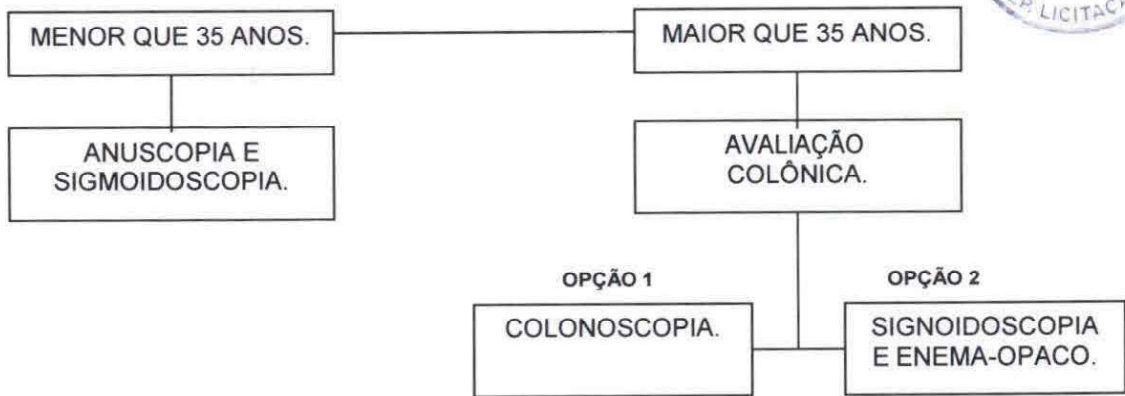 MENOR QUE 35 ANOS.
MAIOR QUE 35 ANOS.
ANUSCOPIA E
SIGMOIDOSCOPIA.
AVALIAÇÃO
COLÔNICA.
OPÇÃO 1
OPÇÃO 2
COLONOSCOPIA.
SIGNOIDOSCOPIA
E ENEMA-OPACO.